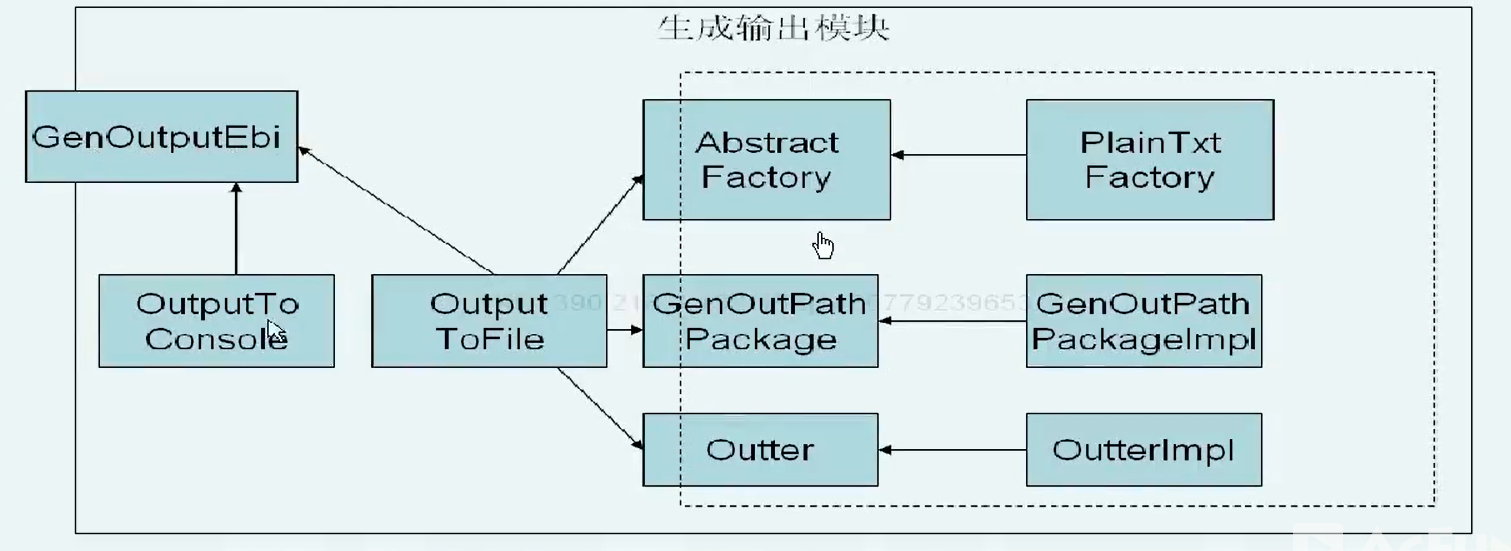 生成输出模块
GenOutputEbi
Abstract
Factory
PlainTxt
Factory
OutputTo
Console
Output
ToFile
GenOutPath
Package
GenOutPath
PackageImpl
Outter
OutterImpl